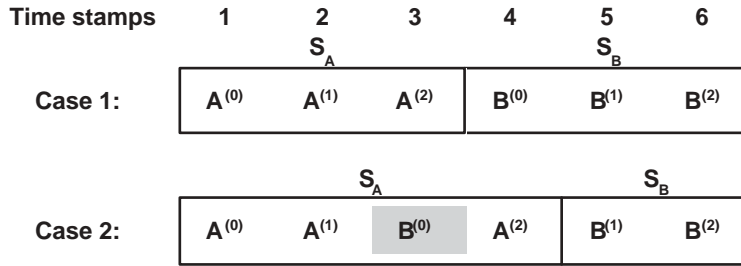 Time stamps 1 2 3 4 5 6
S_A S_B
Case 1: A^(0) A^(1) A^(2) B^(0) B^(1) B^(2)
S_A S_B
Case 2: A^(0) A^(1) B^(0) A^(2) B^(1) B^(2)